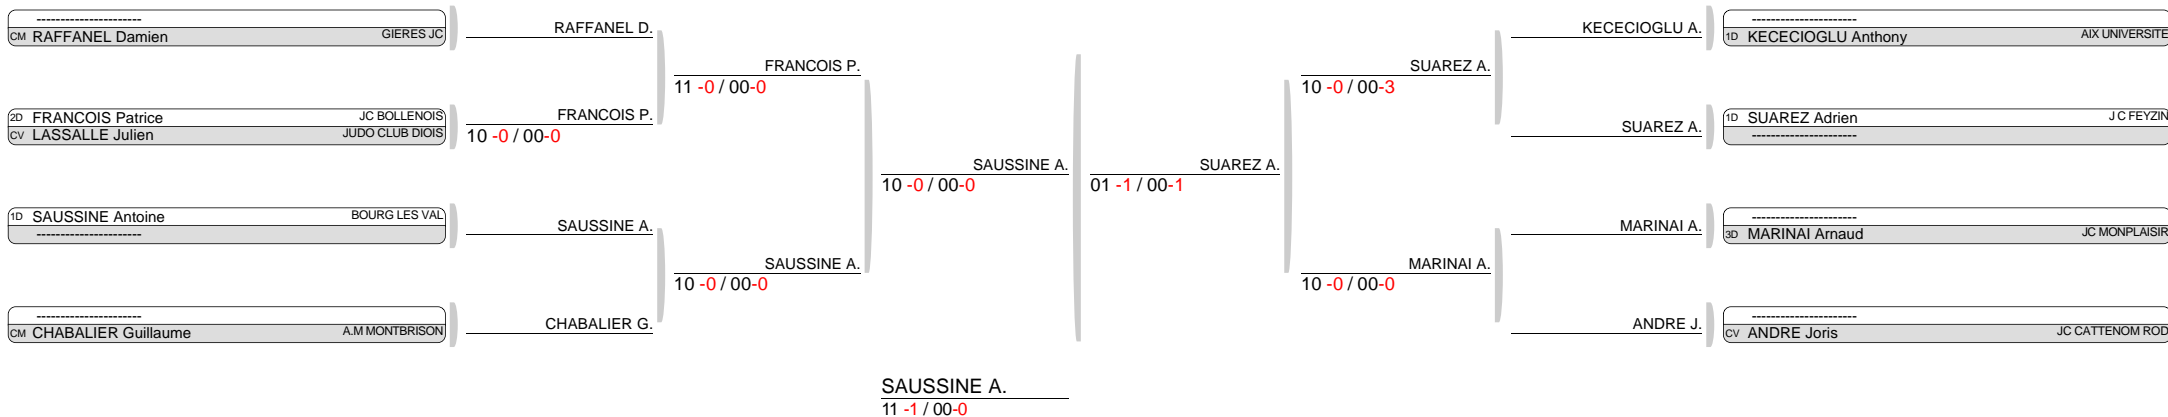 ----------------------
CM RAFFANEL Damien GIERES JC
2D FRANCOIS Patrice JC BOLLENOIS
CV LASSALLE Julien JUDO CLUB DIOIS
1D SAUSSINE Antoine BOURG LES VAL
----------------------
----------------------
CM CHABALIER Guillaume A.M MONTBRISON
RAFFANEL D.
FRANCOIS P.
10 -0 / 00-0
SAUSSINE A.
CHABALIER G.
FRANCOIS P.
11 -0 / 00-0
SAUSSINE A.
10 -0 / 00-0
SAUSSINE A.
10 -0 / 00-0
SAUSSINE A.
11 -1 / 00-0
SUAREZ A.
01 -1 / 00-1
SUAREZ A.
10 -0 / 00-3
MARINAI A.
10 -0 / 00-0
KECECIOGLU A.
SUAREZ A.
MARINAI A.
ANDRE J.
----------------------
1D KECECIOGLU Anthony AIX UNIVERSITE
1D SUAREZ Adrien J C FEYZIN
----------------------
----------------------
3D MARINAI Arnaud JC MONPLAISIR
----------------------
CV ANDRE Joris JC CATTENOM ROD